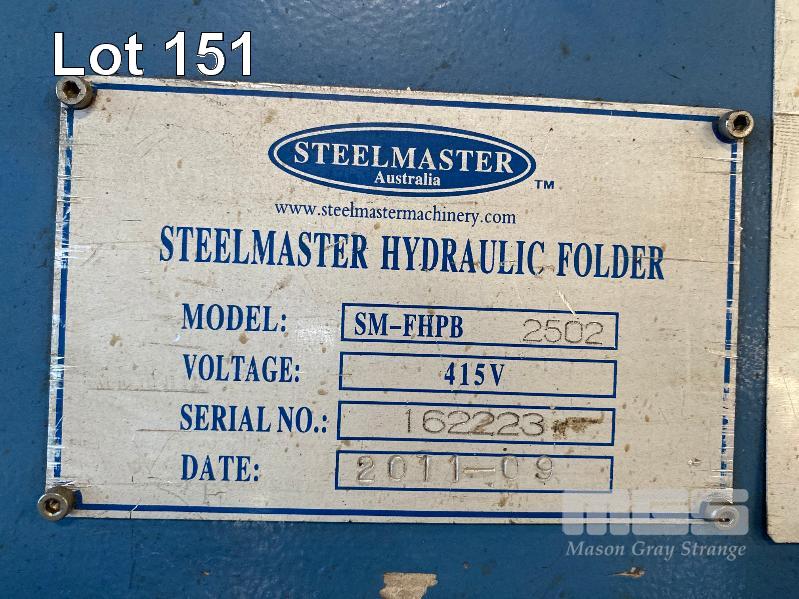 Lot 151
STEELMASTER
Australia
TM
www.steelmastermachinery.com
STEELMASTER HYDRAULIC FOLDER
MODEL: SM-FHPB 2502
VOLTAGE: 415V
SERIAL NO.: 162223
DATE: 2011-09
MGS
Mason Gray Strange